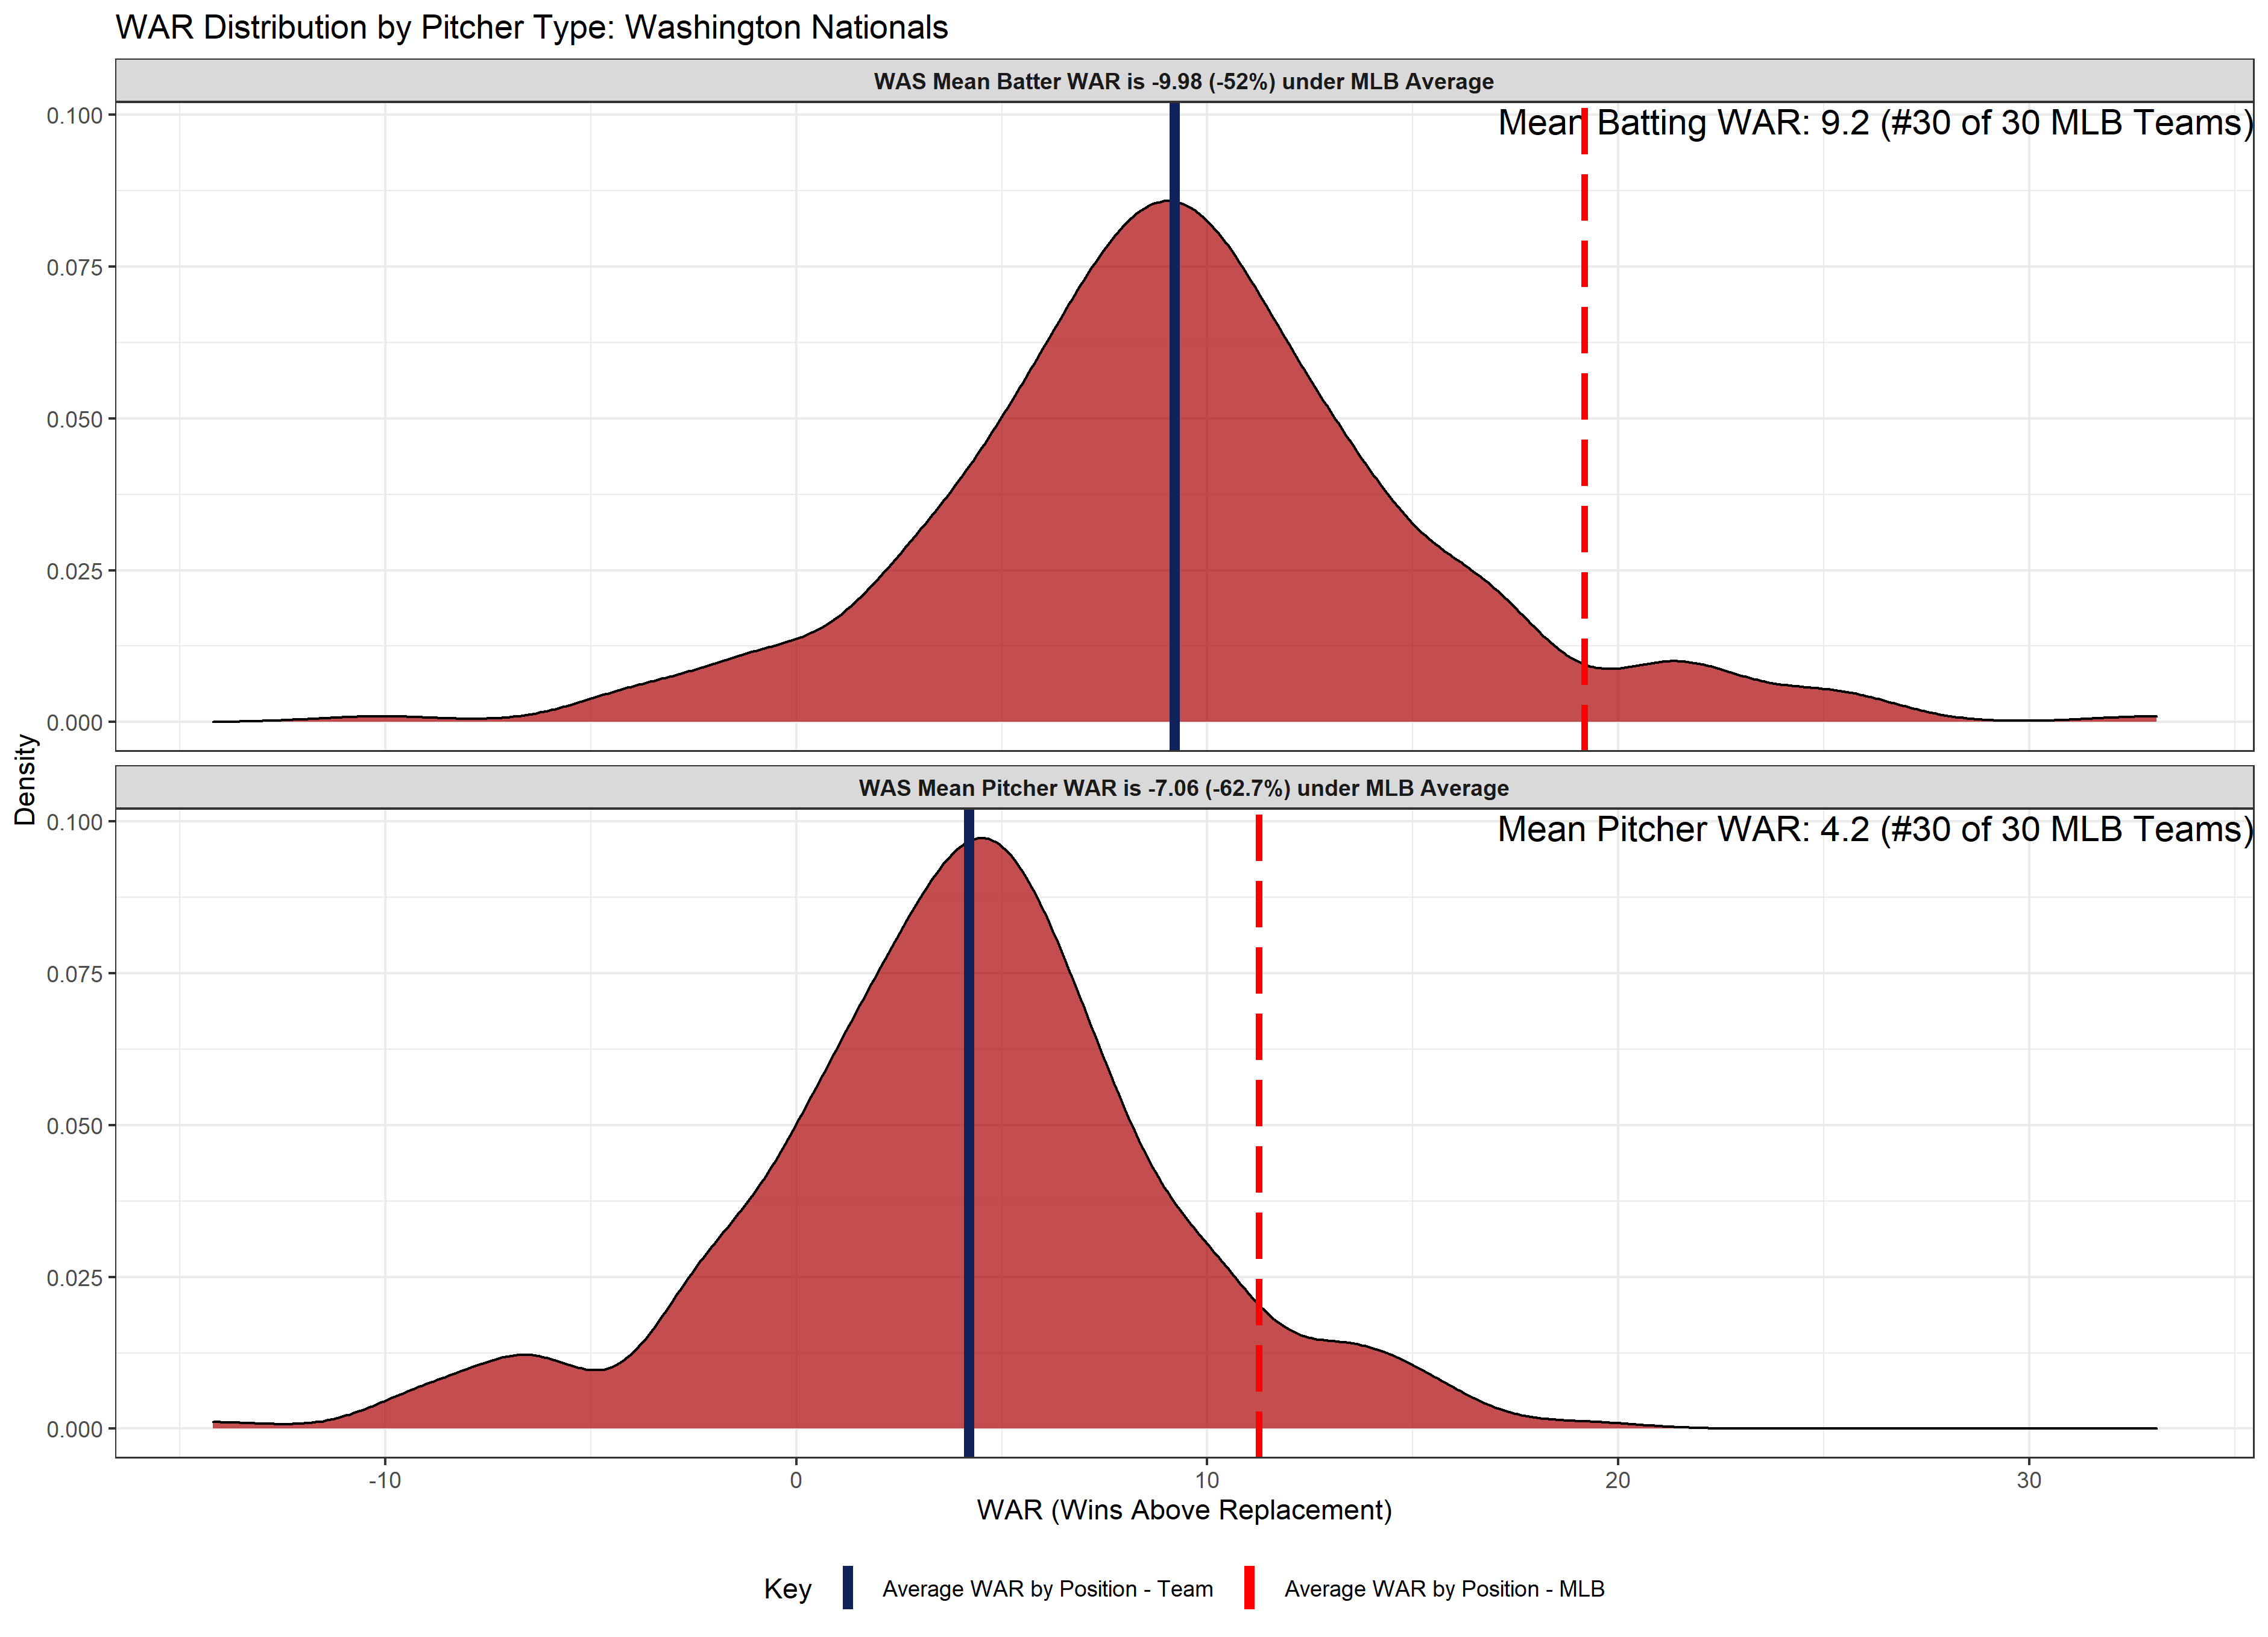 WAR Distribution by Pitcher Type: Washington Nationals
WAS Mean Batter WAR is -9.98 (-52%) under MLB Average
Mean Batting WAR: 9.2 (#30 of 30 MLB Teams)
0.100
0.075
0.050
0.025
0.000
Density
WAS Mean Pitcher WAR is -7.06 (-62.7%) under MLB Average
Mean Pitcher WAR: 4.2 (#30 of 30 MLB Teams)
0.100
0.075
0.050
0.025
0.000
-10 0 10 20 30
WAR (Wins Above Replacement)
Key Average WAR by Position - Team Average WAR by Position - MLB